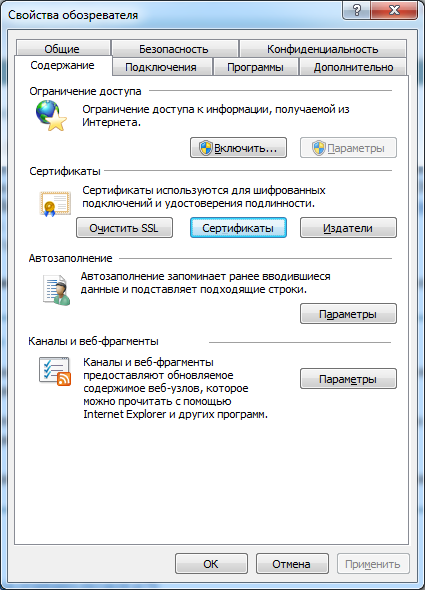 Свойства обозревателя
Общие
Безопасность
Конфиденциальность
Содержание
Подключения
Программы
Дополнительно
Ограничение доступа
Ограничение доступа к информации, получаемой из
Интернета.
Включить...
Параметры
Сертификаты
Сертификаты используются для шифрованных
подключений и удостоверения подлинности.
Очистить SSL
Сертификаты
Издатели
Автозаполнение
Автозаполнение запоминает ранее вводившиеся
данные и подставляет подходящие строки.
Параметры
Каналы и веб-фрагменты
Каналы и веб-фрагменты
предоставляют обновляемое
содержимое веб-узлов, которое
можно прочитать с помощью
Internet Explorer и других программ.
Параметры
ОК
Отмена
Применить